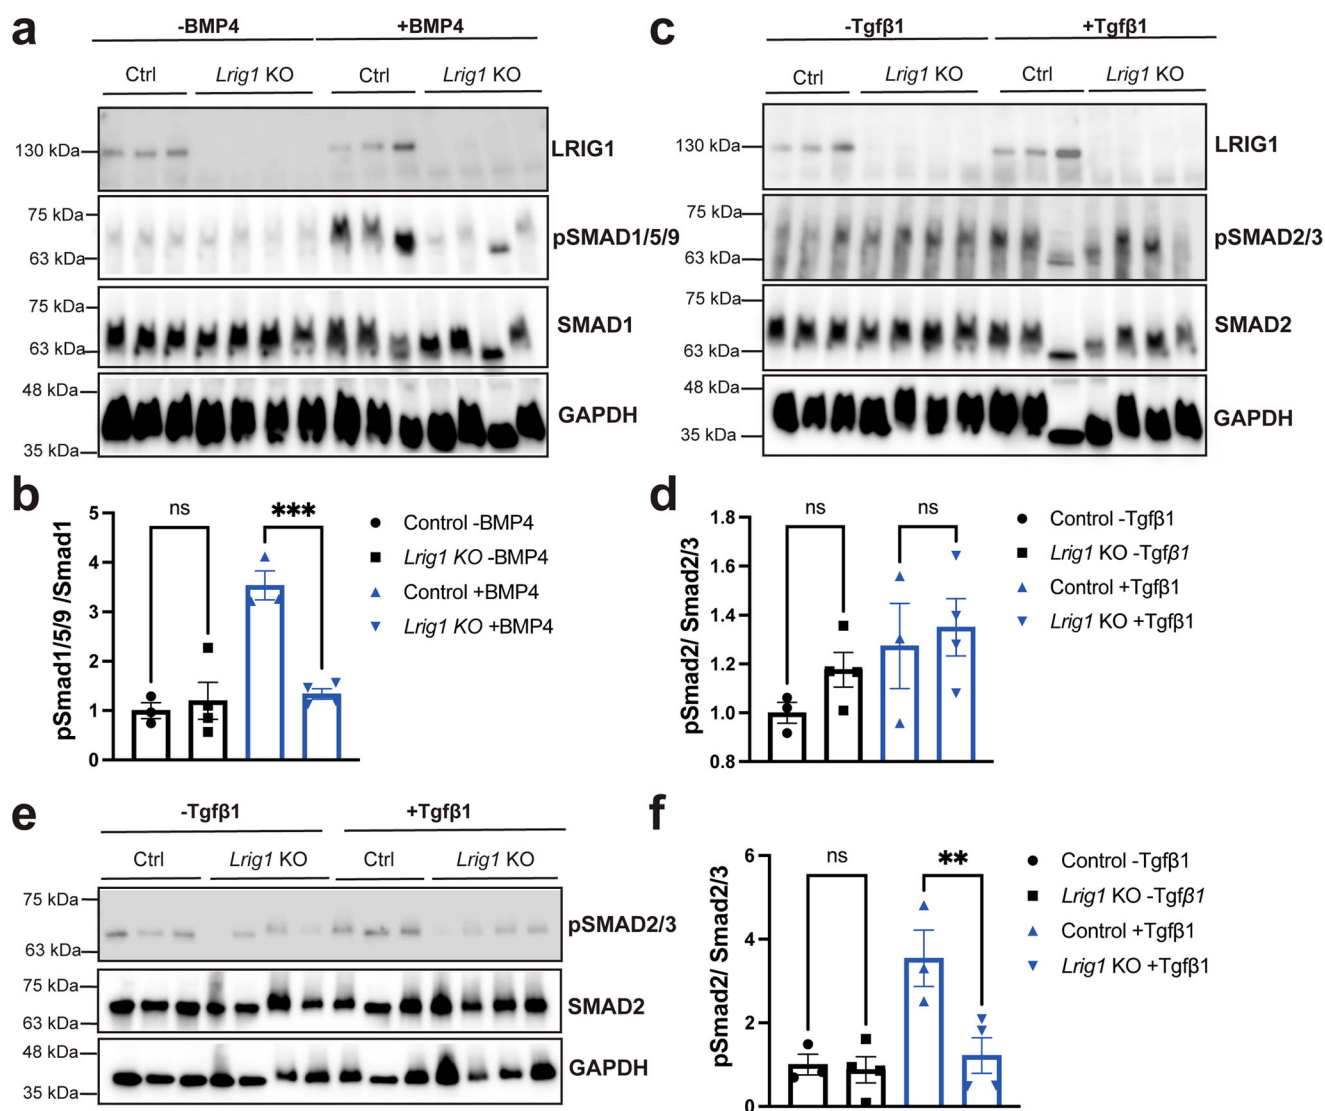 a
-BMP4 +BMP4
Ctrl Lrig1 KO Ctrl Lrig1 KO
130 kDa LRIG1
75 kDa
pSMAD1/5/9
63 kDa
75 kDa
SMAD1
63 kDa
48 kDa
GAPDH
35 kDa
c
-Tgfβ1 +Tgfβ1
Ctrl Lrig1 KO Ctrl Lrig1 KO
130 kDa LRIG1
75 kDa
pSMAD2/3
63 kDa
75 kDa
SMAD2
63 kDa
48 kDa
GAPDH
35 kDa
b
pSmad1/5/9 /Smad1
5
4
3
2
1
0
ns ***
Control -BMP4
Lrig1 KO -BMP4
Control +BMP4
Lrig1 KO +BMP4
d
pSmad2/ Smad2/3
1.8
1.6
1.4
1.2
1.0
0.8
ns ns
Control -Tgfβ1
Lrig1 KO -Tgfβ1
Control +Tgfβ1
Lrig1 KO +Tgfβ1
e
-Tgfβ1 +Tgfβ1
Ctrl Lrig1 KO Ctrl Lrig1 KO
75 kDa
pSMAD2/3
63 kDa
75 kDa
SMAD2
63 kDa
48 kDa
GAPDH
35 kDa
f
pSmad2/ Smad2/3
6
4
2
0
ns **
Control -Tgfβ1
Lrig1 KO -Tgfβ1
Control +Tgfβ1
Lrig1 KO +Tgfβ1